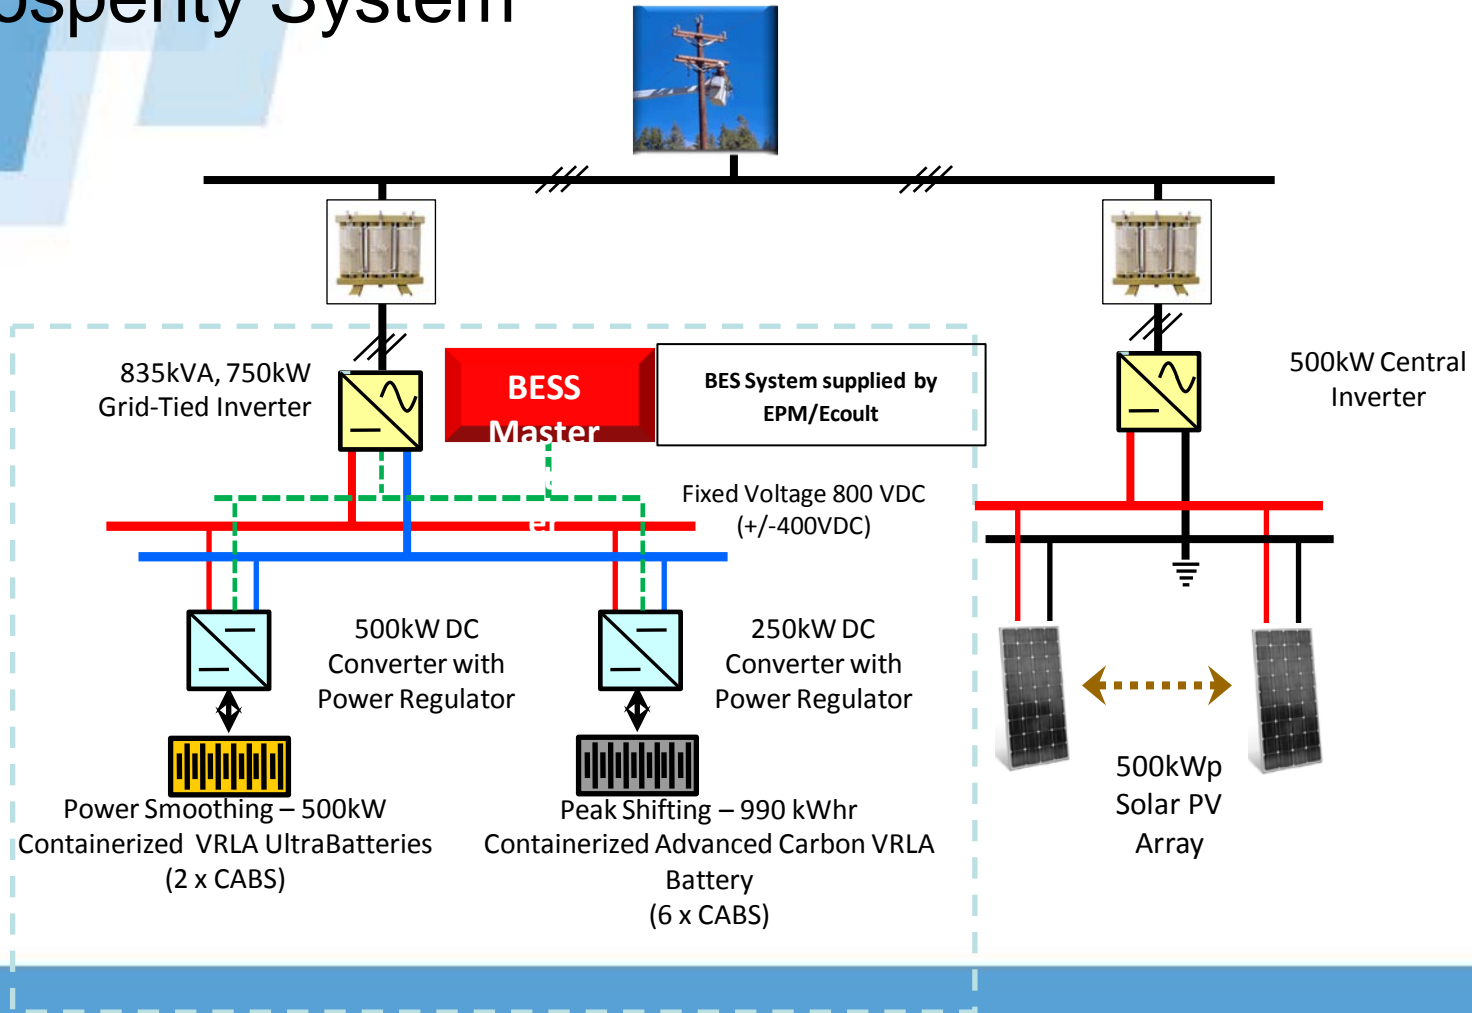 osperity System
835kVA, 750kW
Grid-Tied Inverter
BESS
Master
er
BES System supplied by
EPM/Ecoult
500kW Central
Inverter
Fixed Voltage 800 VDC
(+/-400VDC)
500kW DC
Converter with
Power Regulator
250kW DC
Converter with
Power Regulator
Power Smoothing – 500kW
Containerized VRLA UltraBatteries
(2 x CABS)
Peak Shifting – 990 kWhr
Containerized Advanced Carbon VRLA
Battery
(6 x CABS)
500kWp
Solar PV
Array